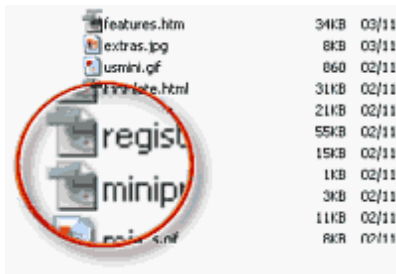 features.htm 34KB 03/11
extras.jpg 8KB 03/11
usmini.gif 860 02/11
31KB 02/11
21KB 02/11
regist 55KB 02/11
15KB 02/11
minip 1KB 02/11
3KB 02/11
11KB 02/11
8KB 02/11